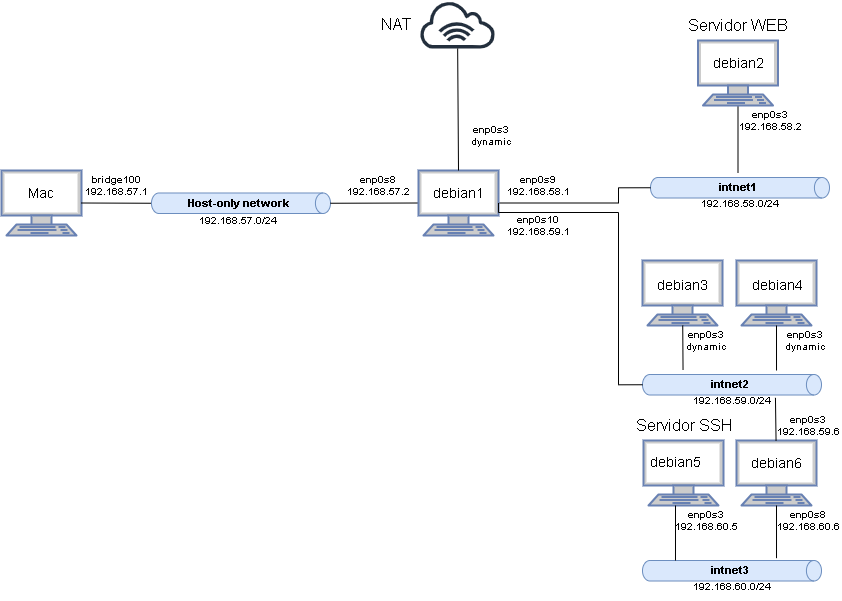 NAT
Servidor WEB
debian2
enp0s3
192.168.58.2
enp0s3
dynamic
Mac
bridge100
192.168.57.1
Host-only network
192.168.57.0/24
enp0s8
192.168.57.2
debian1
enp0s9
192.168.58.1
enp0s10
192.168.59.1
intnet1
192.168.58.0/24
debian3
debian4
enp0s3
dynamic
enp0s3
dynamic
intnet2
192.168.59.0/24
enp0s3
192.168.59.6
Servidor SSH
debian5
debian6
enp0s3
192.168.60.5
enp0s8
192.168.60.6
intnet3
192.168.60.0/24